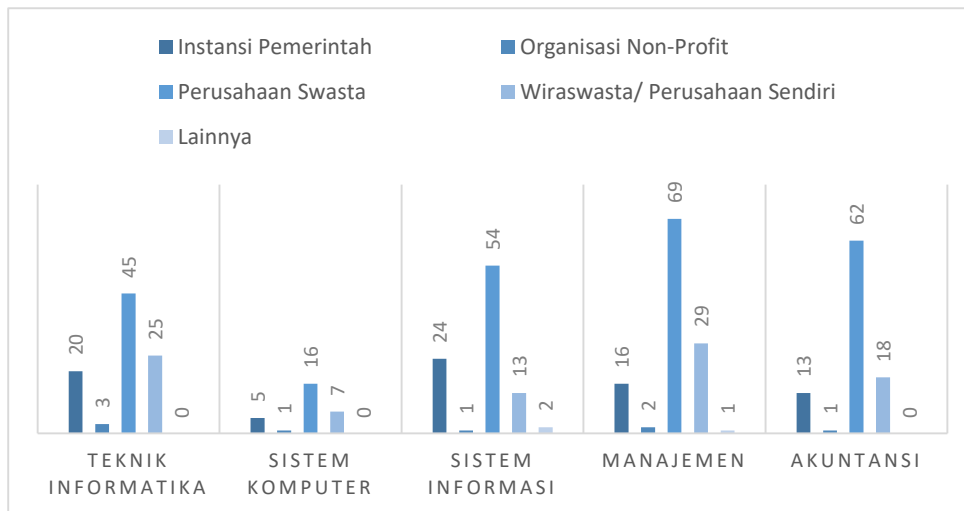 Instansi Pemerintah
Organisasi Non-Profit
Perusahaan Swasta
Wiraswasta/ Perusahaan Sendiri
Lainnya
20
3
45
25
0
5
1
16
7
0
24
1
54
13
2
16
2
69
29
1
13
1
62
18
0
TEKNIK
INFORMATIKA
SISTEM
KOMPUTER
SISTEM
INFORMASI
MANAJEMEN
AKUNTANSI